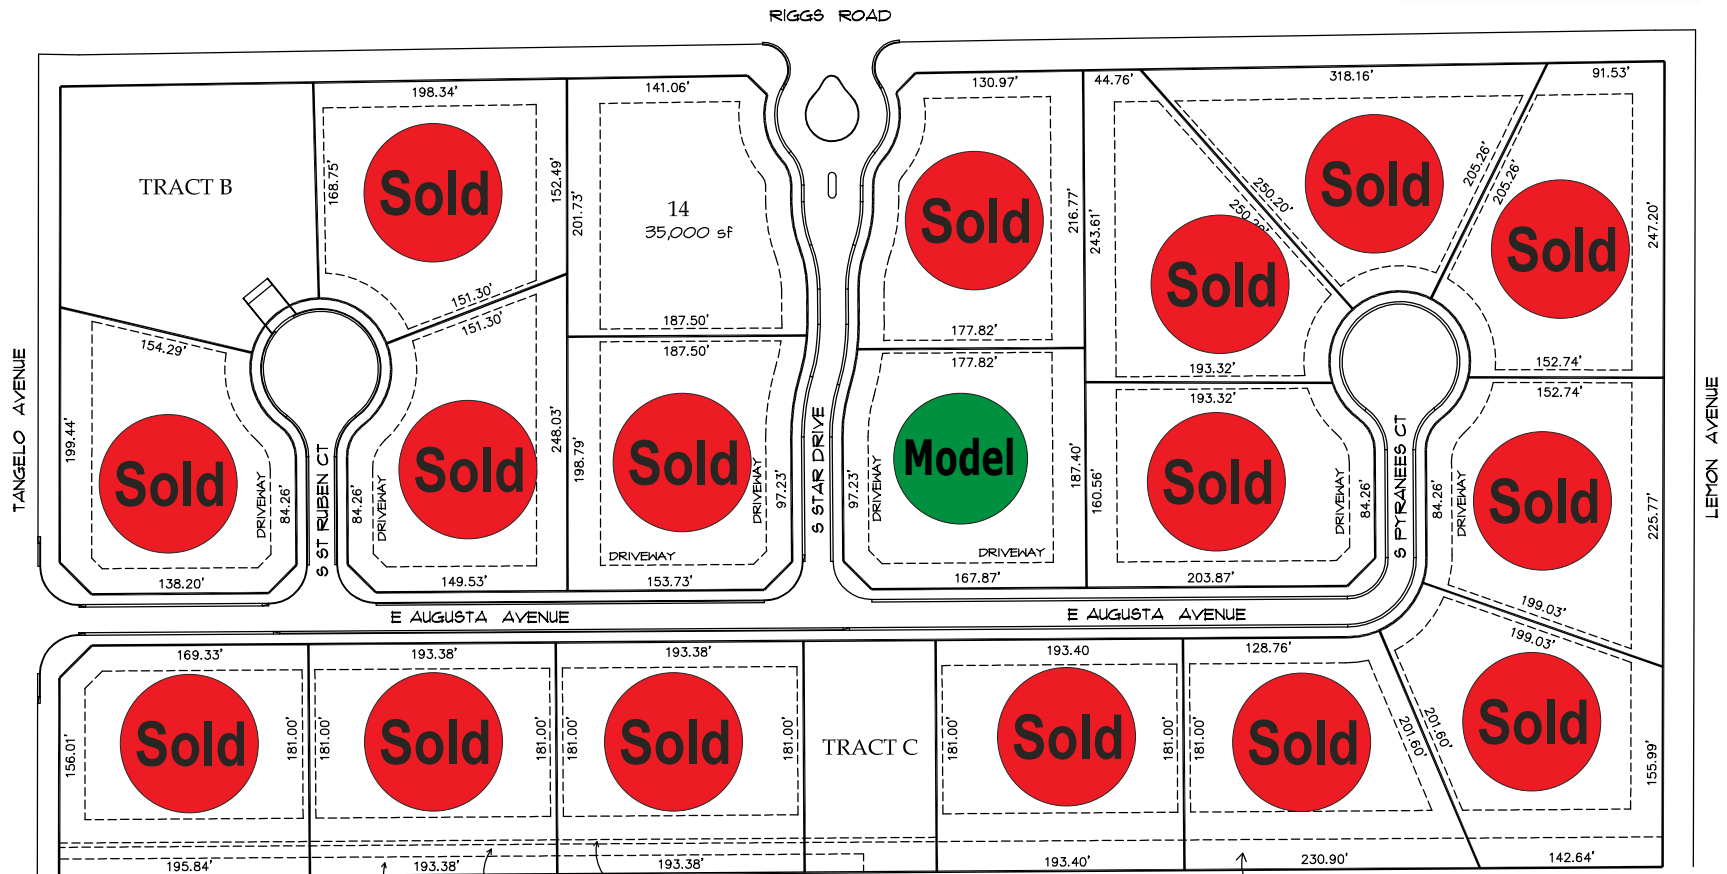 RIGGS ROAD
198.34'
141.06'
130.97'
44.76'
318.16'
91.53'
TRACT B
168.75'
Sold
152.49'
201.73'
14
35,000 sf
Sold
216.77'
243.61'
250.20'
250.20'
Sold
Sold
205.26'
205.26'
Sold
247.20'
151.30'
151.30'
187.50'
187.50'
177.82'
177.82'
193.32'
193.32'
152.74'
152.74'
TANGELO AVENUE
154.29'
199.44'
Sold
DRIVEWAY
84.26'
S ST RUBEN CT
84.26'
DRIVEWAY
Sold
248.03'
198.79'
Sold
DRIVEWAY
97.23'
S STAR DRIVE
97.23'
DRIVEWAY
Model
187.40'
160.56'
Sold
DRIVEWAY
84.26'
S PYRANEES CT
84.26'
DRIVEWAY
Sold
225.77'
LEMON AVENUE
DRIVEWAY
DRIVEWAY
138.20'
149.53'
153.73'
167.87'
203.87'
E AUGUSTA AVENUE
E AUGUSTA AVENUE
199.03'
199.03'
169.33'
193.38'
193.38'
193.40
128.76'
156.01'
Sold
181.00'
181.00'
Sold
181.00'
181.00'
Sold
181.00'
TRACT C
181.00'
Sold
181.00'
181.00'
Sold
201.60'
201.60'
Sold
155.99'
195.84'
193.38'
193.38'
193.40'
230.90'
142.64'